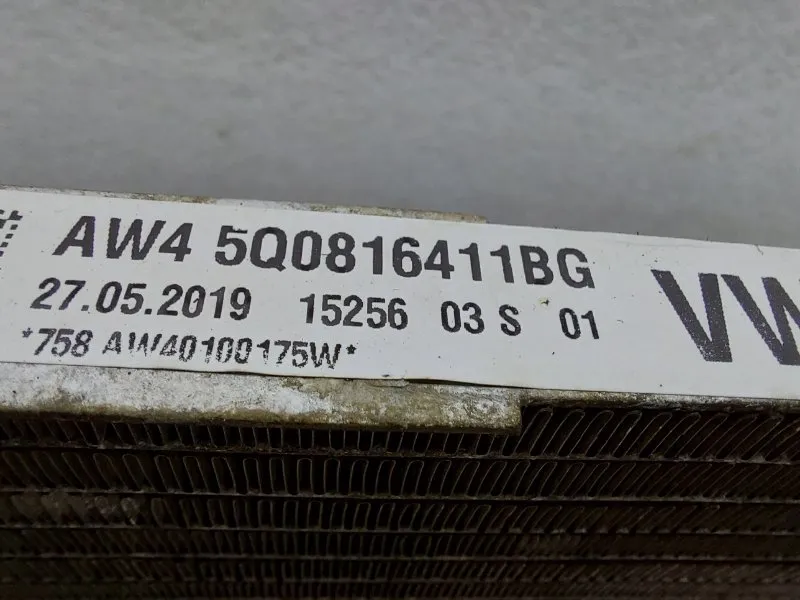 AW4 5Q0816411BG
27.05.2019 15256 03 S 01
*758 AW40100175W*
VW